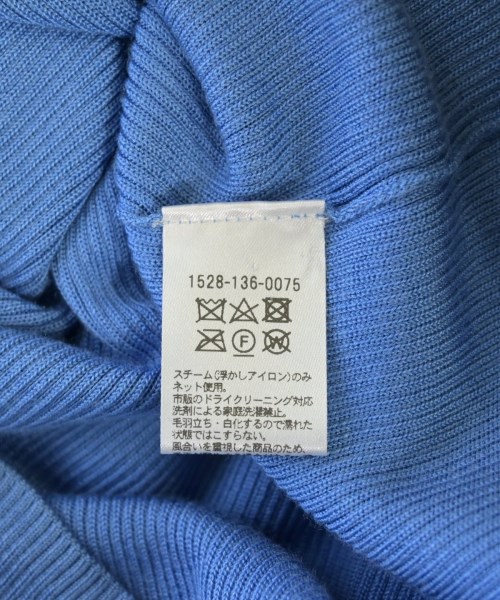 1528-136-0075
F W
スチーム(浮かしアイロン)のみ
ネット使用。
市販のドライクリーニング対応
洗剤による家庭洗濯禁止。
毛羽立ち・白化するので濡れた
状態ではこすらない。
風合いを重視した商品のため、